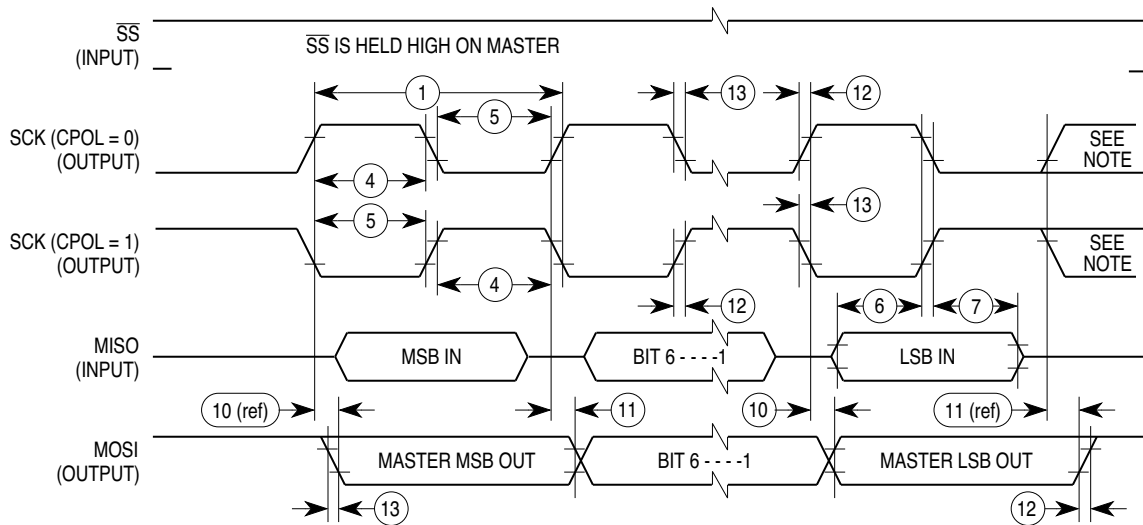 SS
(INPUT)
SS IS HELD HIGH ON MASTER
1
13
12
5
SCK (CPOL = 0)
(OUTPUT)
SEE
NOTE
4
5
13
SCK (CPOL = 1)
(OUTPUT)
SEE
NOTE
4
12
6
7
MISO
(INPUT)
MSB IN
BIT 6 - - - -1
LSB IN
10 (ref)
11
10
11 (ref)
MOSI
(OUTPUT)
MASTER MSB OUT
BIT 6 - - - -1
MASTER LSB OUT
13
12